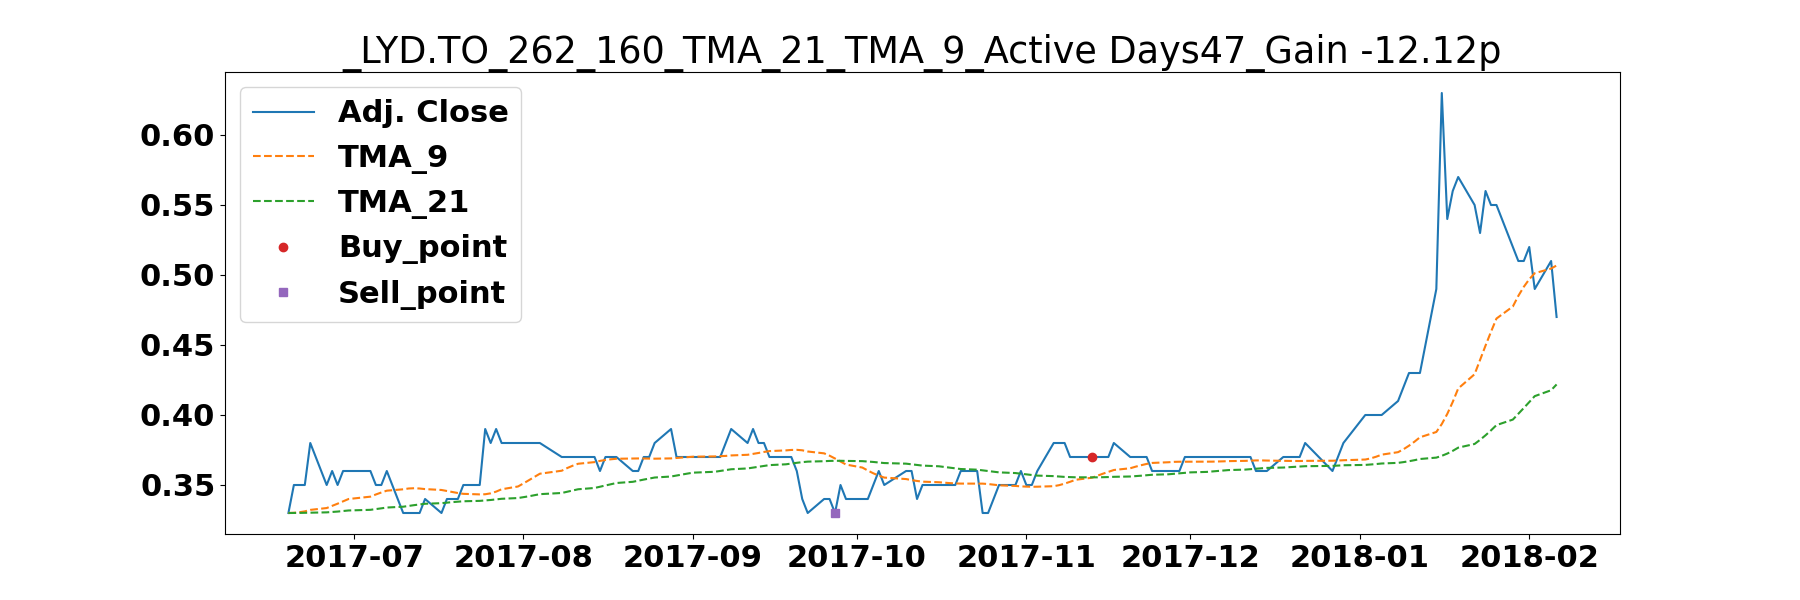 _LYD.TO_262_160_TMA_21_TMA_9_Active Days47_Gain -12.12p
Adj. Close
TMA_9
TMA_21
Buy_point
Sell_point
0.60
0.55
0.50
0.45
0.40
0.35
2017-07 2017-08 2017-09 2017-10 2017-11 2017-12 2018-01 2018-02